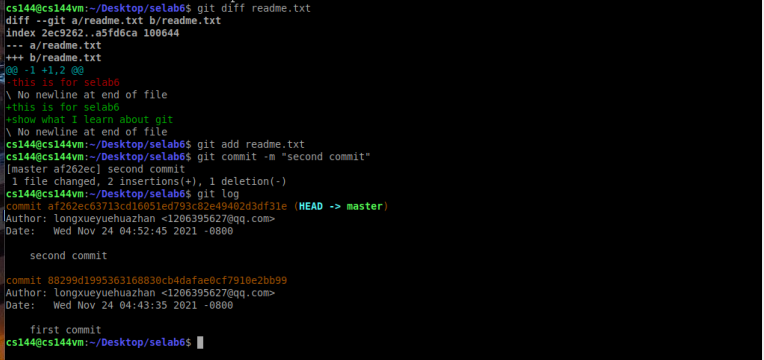 cs144@cs144vm:~/Desktop/selab6$ git diff readme.txt
diff --git a/readme.txt b/readme.txt
index 2ec9262..a5fd6ca 100644
--- a/readme.txt
+++ b/readme.txt
@@ -1 +1,2 @@
-this is for selab6
\ No newline at end of file
+this is for selab6
+show what I learn about git
\ No newline at end of file
cs144@cs144vm:~/Desktop/selab6$ git add readme.txt
cs144@cs144vm:~/Desktop/selab6$ git commit -m "second commit"
[master af262ec] second commit
 1 file changed, 2 insertions(+), 1 deletion(-)
cs144@cs144vm:~/Desktop/selab6$ git log
commit af262ec63713cd16051ed793c82e49402d3df31e (HEAD -> master)
Author: longxueyuehuazhan <1206395627@qq.com>
Date:   Wed Nov 24 04:52:45 2021 -0800
    second commit
commit 88299d1995363168830cb4dafae0cf7910e2bb99
Author: longxueyuehuazhan <1206395627@qq.com>
Date:   Wed Nov 24 04:43:35 2021 -0800
    first commit
cs144@cs144vm:~/Desktop/selab6$